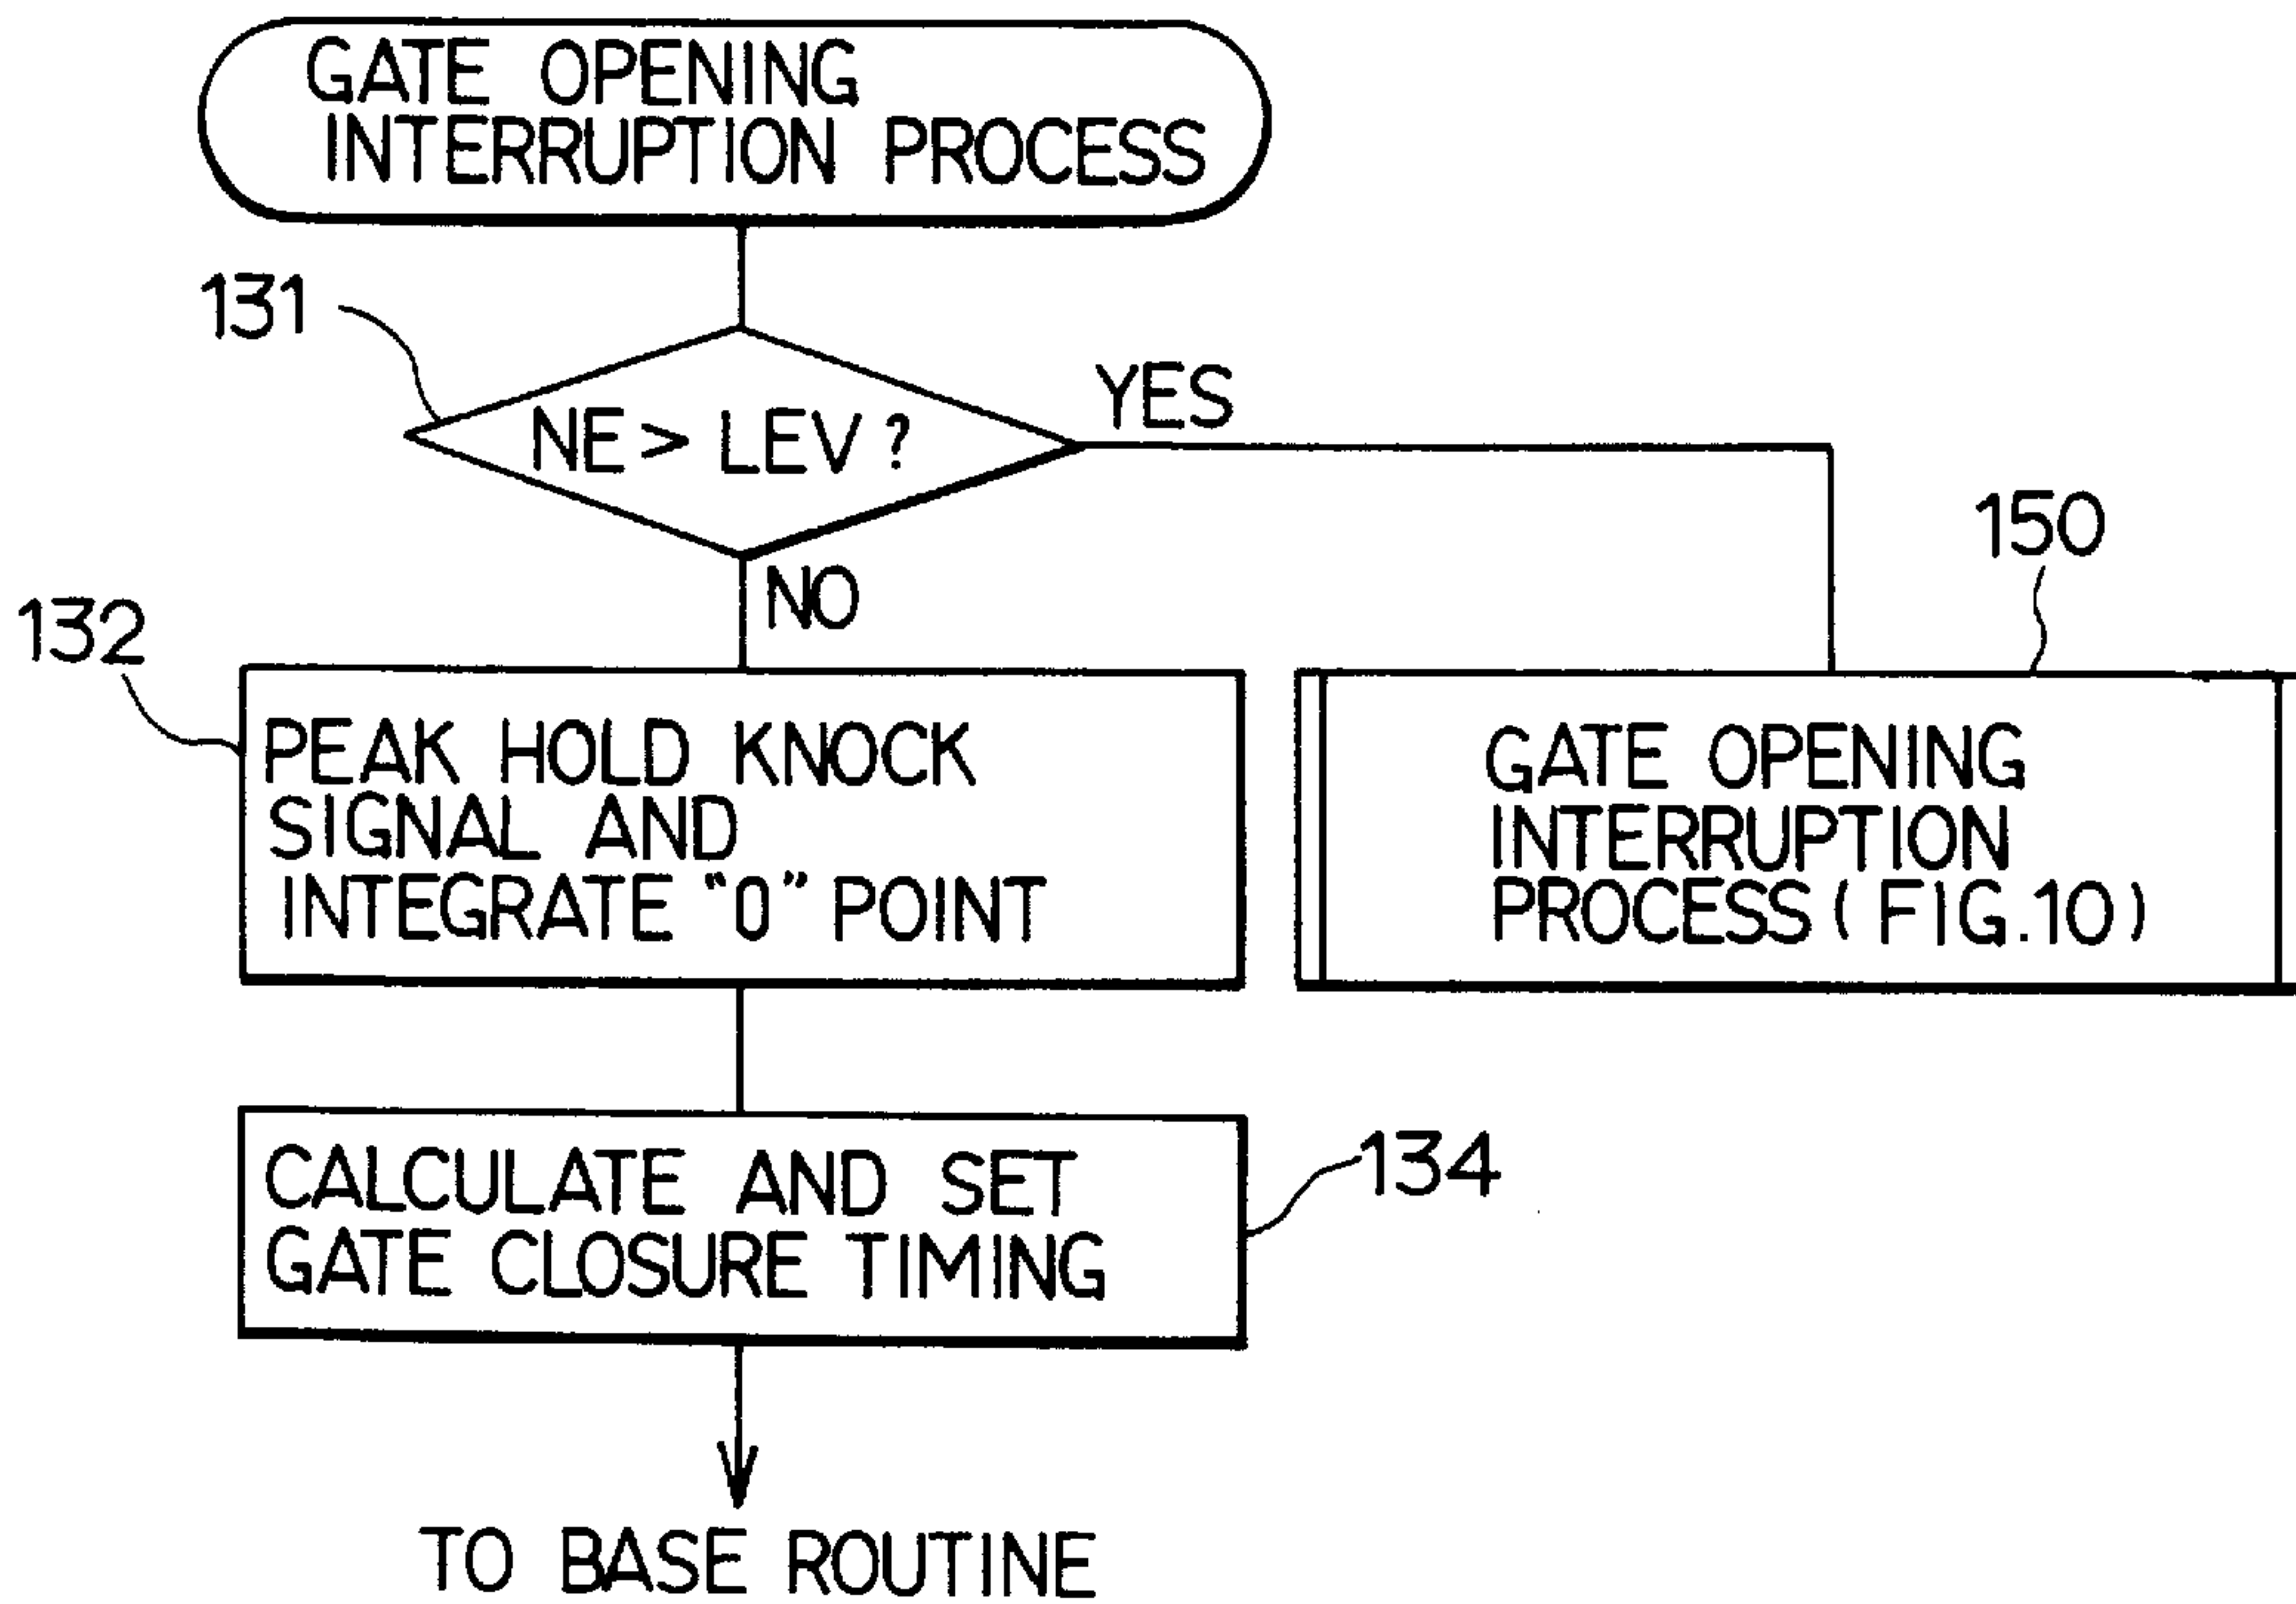 GATE OPENING
INTERRUPTION PROCESS
131
NE > LEV ?
YES
NO
150
132
PEAK HOLD KNOCK
SIGNAL AND
INTEGRATE "0" POINT
GATE OPENING
INTERRUPTION
PROCESS ( FIG.10 )
CALCULATE AND SET
GATE CLOSURE TIMING
134
TO BASE ROUTINE